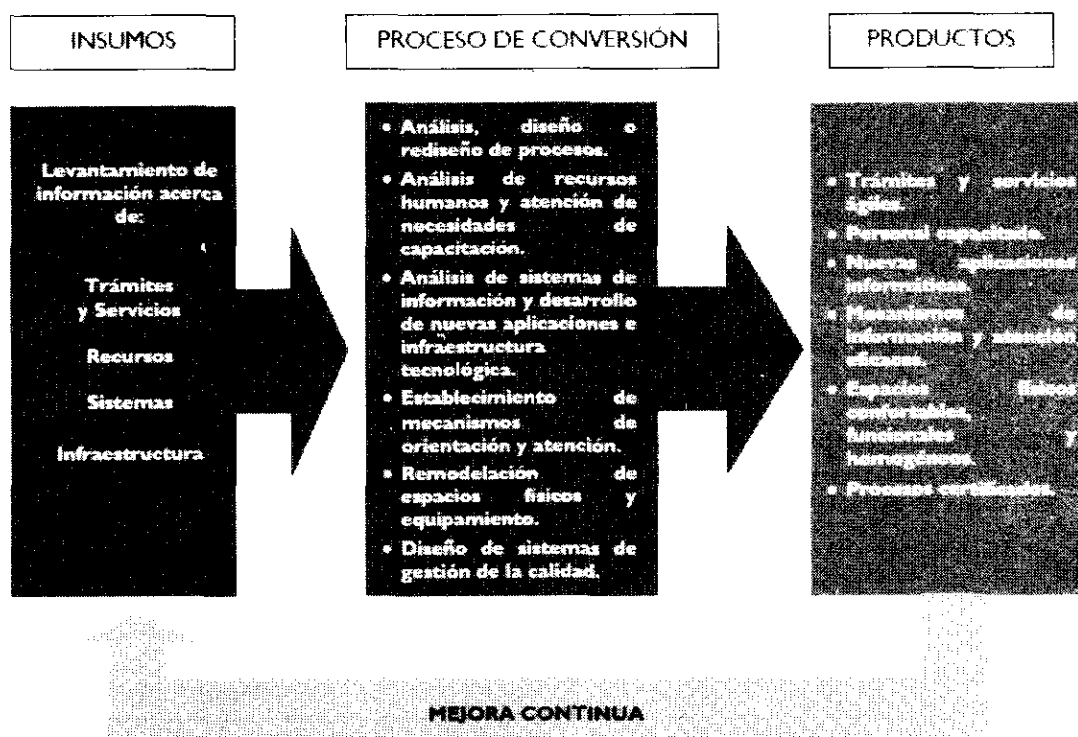 INSUMOS
PROCESO DE CONVERSIÓN
PRODUCTOS
Levantamiento de
información acerca
de:
Trámites
y Servicios
Recursos
Sistemas
Infraestructura
• Análisis, diseño o
rediseño de procesos.
• Análisis de recursos
humanos y atención de
necesidades de
capacitación.
• Análisis de sistemas de
información y desarrollo
de nuevas aplicaciones e
infraestructura
tecnológica.
• Establecimiento de
mecanismos de
orientación y atención.
• Remodelación de
espacios físicos y
equipamiento.
• Diseño de sistemas de
gestión de la calidad.
• Trámites y servicios
ágiles.
• Personal capacitado.
• Nuevas aplicaciones
informáticas.
• Mecanismos de
información y atención
eficaces.
• Espacios físicos
confortables,
funcionales y
homogéneos.
• Procesos certificados.
MEJORA CONTINUA